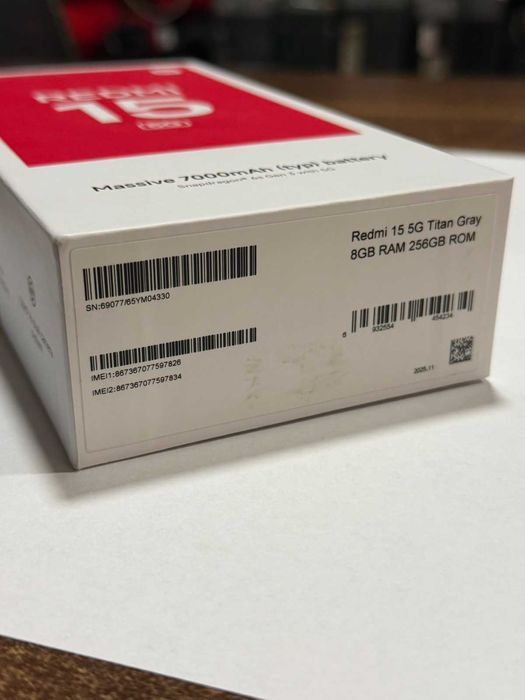 REDMI
15
5G
Massive 7000mAh (typ) battery
Snapdragon® 6s Gen 3 with 5G
Redmi 15 5G Titan Gray
8GB RAM 256GB ROM
SN:69077/65YM04330
6 932554 454234
IMEI1:867367077597826
IMEI2:867367077597834
2025.11